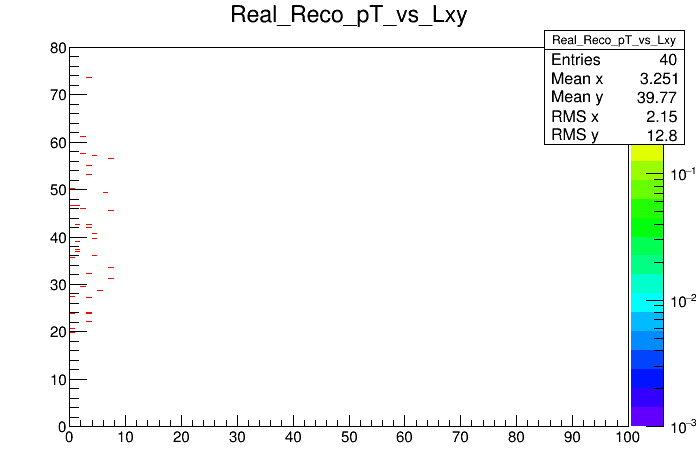 Real_Reco_pT_vs_Lxy
Real_Reco_pT_vs_Lxy
Entries 40
Mean x 3.251
Mean y 39.77
RMS x 2.15
RMS y 12.8
80
70
60
50
40
30
20
10
0
0 10 20 30 40 50 60 70 80 90 100
10⁻¹
10⁻²
10⁻³